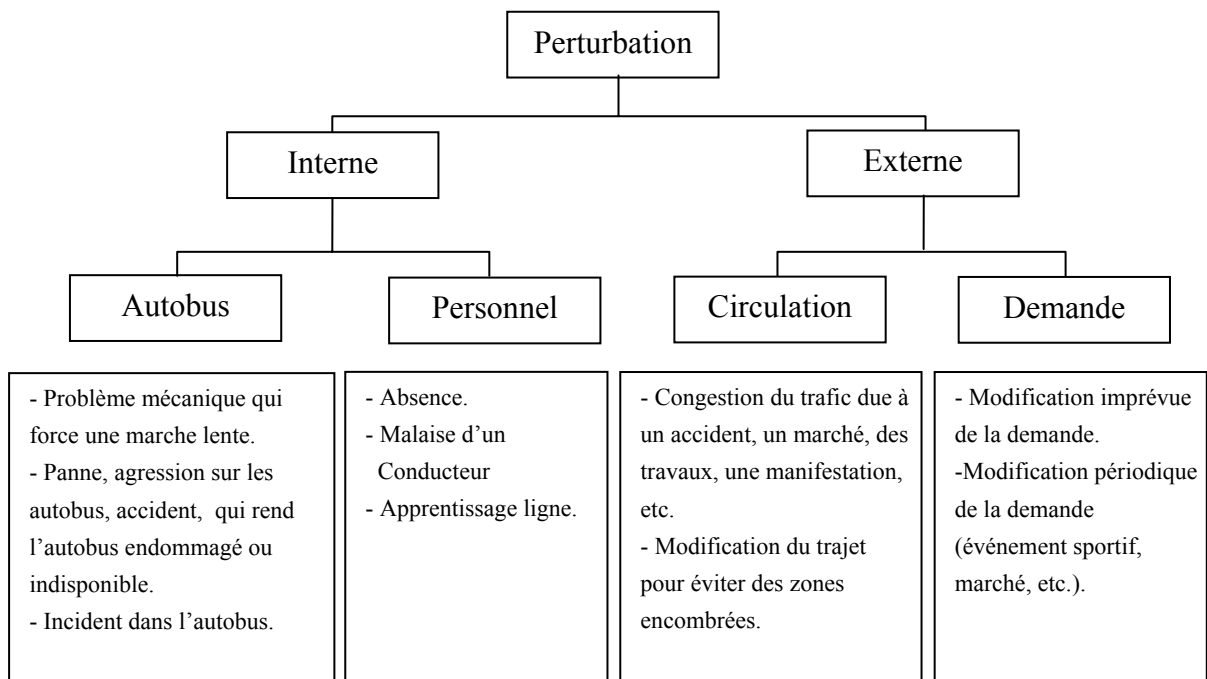 Perturbation
Interne
Externe
Autobus
Personnel
Circulation
Demande
- Problème mécanique qui
force une marche lente.
- Panne, agression sur les
autobus, accident,  qui rend
l’autobus endommagé ou
indisponible.
- Incident dans l’autobus.
- Absence.
- Malaise d’un
Conducteur
- Apprentissage ligne.
- Congestion du trafic due à
un accident, un marché, des
travaux, une manifestation,
etc.
- Modification du trajet
pour éviter des zones
encombrées.
- Modification imprévue
de la demande.
-Modification périodique
de la demande
(événement sportif,
marché, etc.).